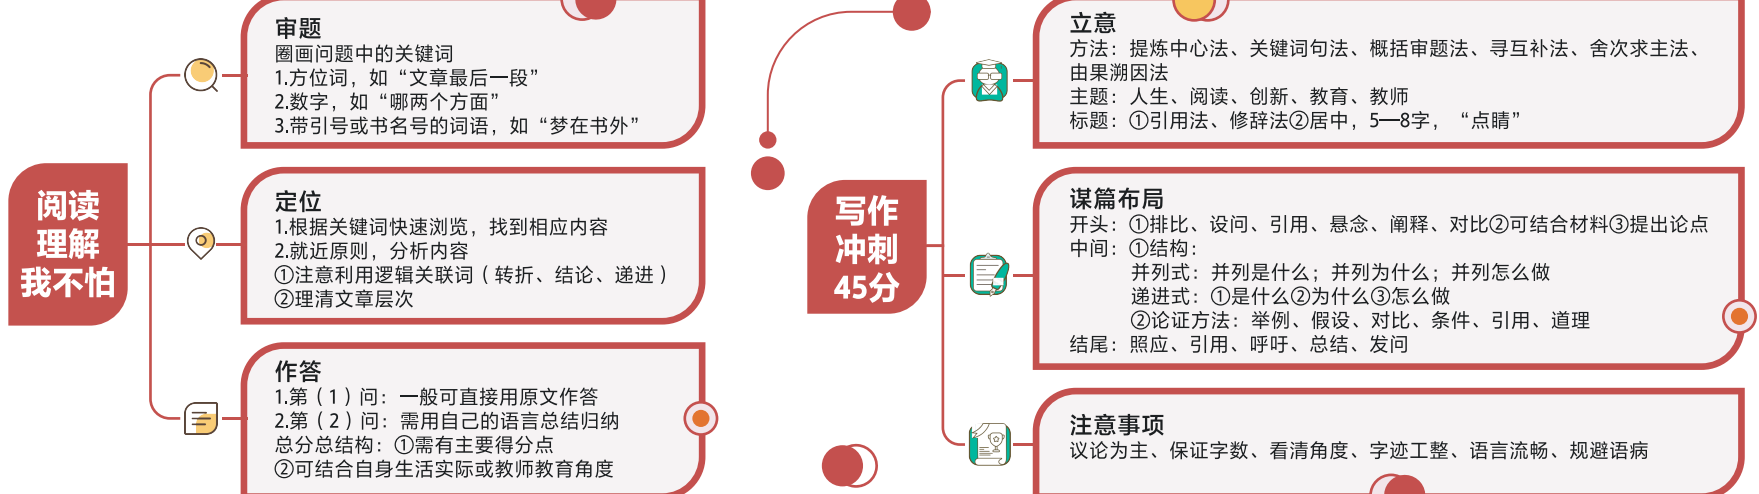 阅读
理解
我不怕
审题
圈画问题中的关键词
1.方位词，如“文章最后一段”
2.数字，如“哪两个方面”
3.带引号或书名号的词语，如“梦在书外”
定位
1.根据关键词快速浏览，找到相应内容
2.就近原则，分析内容
①注意利用逻辑关联词（转折、结论、递进）
②理清文章层次
作答
1.第（1）问：一般可直接用原文作答
2.第（2）问：需用自己的语言总结归纳
总分总结构：①需有主要得分点
②可结合自身生活实际或教师教育角度
写作
冲刺
45分
立意
方法：提炼中心法、关键词句法、概括审题法、寻互补法、舍次求主法、
由果溯因法
主题：人生、阅读、创新、教育、教师
标题：①引用法、修辞法②居中，5—8字，“点睛”
谋篇布局
开头：①排比、设问、引用、悬念、阐释、对比②可结合材料③提出论点
中间：①结构：
并列式：并列是什么；并列为什么；并列怎么做
递进式：①是什么②为什么③怎么做
②论证方法：举例、假设、对比、条件、引用、道理
结尾：照应、引用、呼吁、总结、发问
注意事项
议论为主、保证字数、看清角度、字迹工整、语言流畅、规避语病